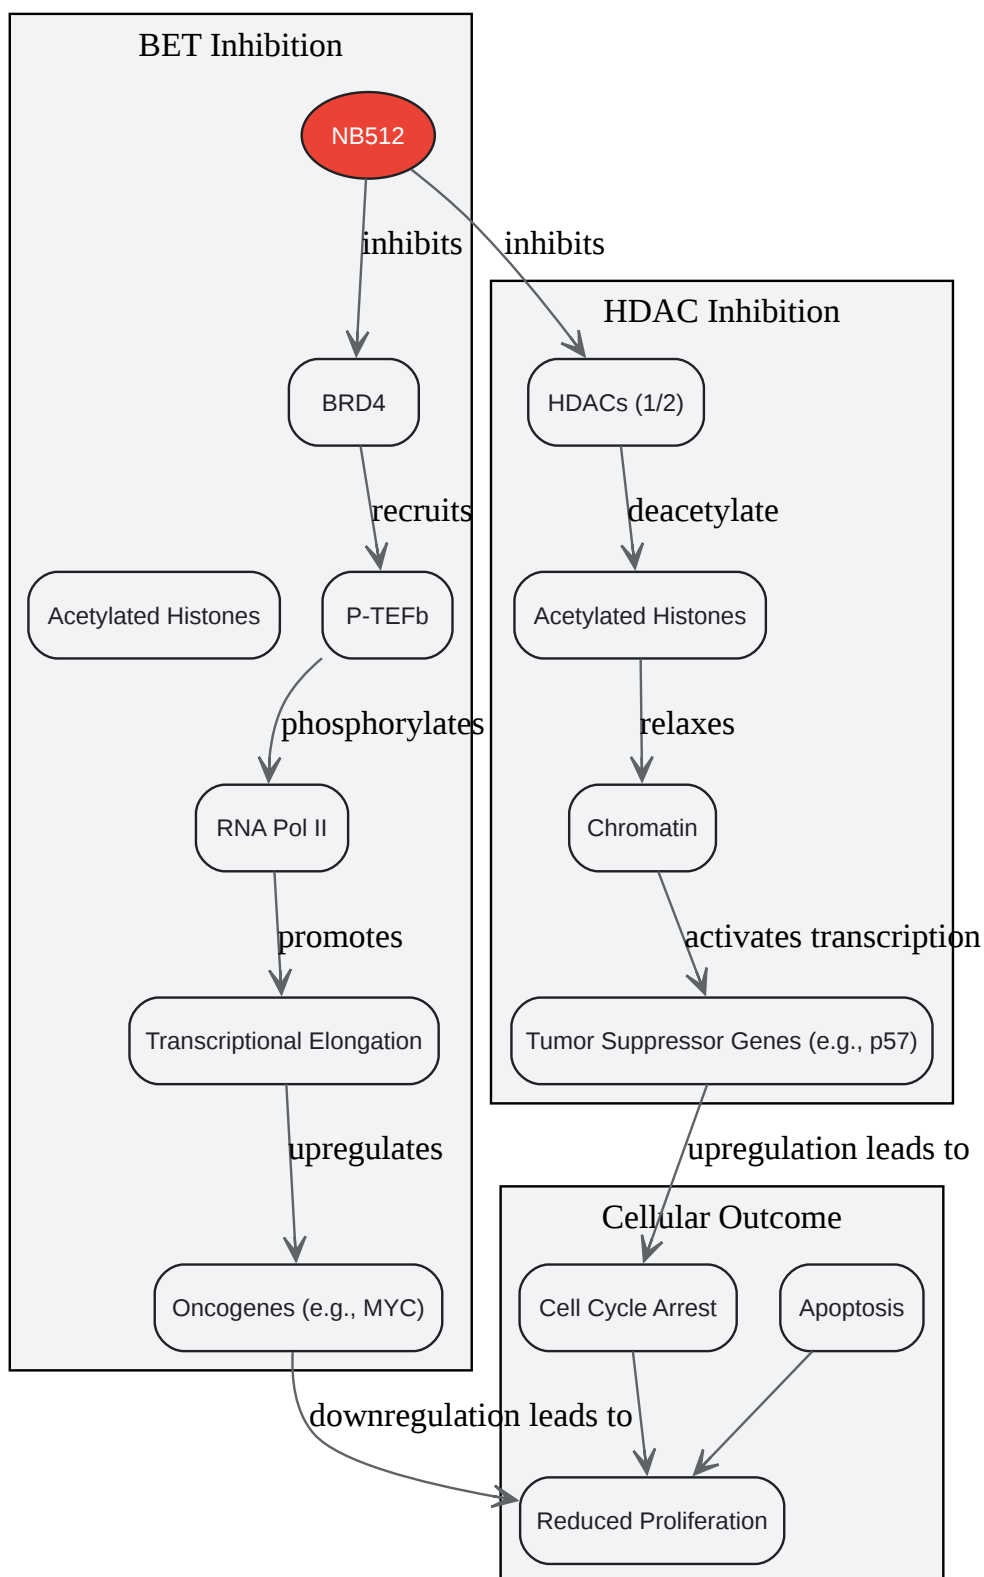 BET Inhibition
NB512
inhibits
inhibits
HDAC Inhibition
BRD4
HDACs (1/2)
recruits
deacetylate
Acetylated Histones
P-TEFb
Acetylated Histones
phosphorylates
relaxes
RNA Pol II
Chromatin
promotes
activates transcription
Transcriptional Elongation
Tumor Suppressor Genes (e.g., p57)
upregulates
upregulation leads to
Cellular Outcome
Oncogenes (e.g., MYC)
Cell Cycle Arrest
Apoptosis
downregulation leads to
Reduced Proliferation